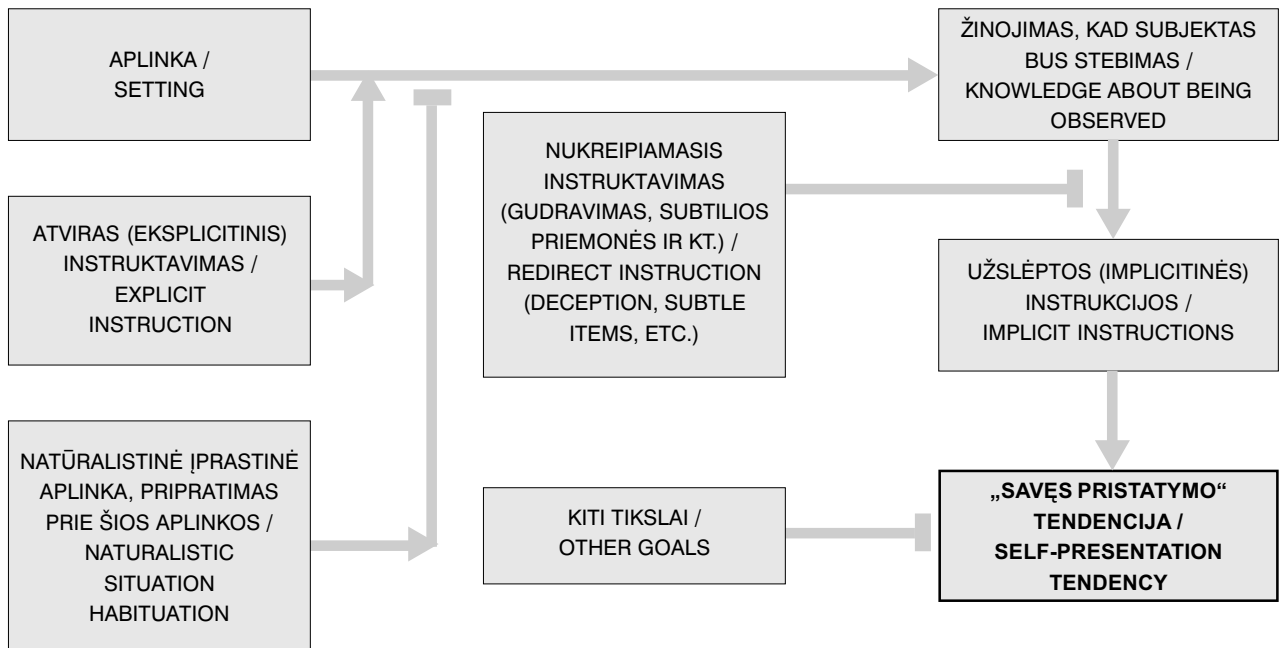 APLINKA /
SETTING
ŽINOJIMAS, KAD SUBJEKTAS
BUS STEBIMAS /
KNOWLEDGE ABOUT BEING
OBSERVED
ATVIRAS (EKSPLICITINIS)
INSTRUKTAVIMAS /
EXPLICIT
INSTRUCTION
NUKREIPIAMASIS
INSTRUKTAVIMAS
(GUDRAVIMAS, SUBTILIOS
PRIEMONĖS IR KT.) /
REDIRECT INSTRUCTION
(DECEPTION, SUBTLE
ITEMS, ETC.)
UŽSLĖPTOS (IMPLICITINĖS)
INSTRUKCIJOS /
IMPLICIT INSTRUCTIONS
NATŪRALISTINĖ ĮPRASTINĖ
APLINKA, PRIPRATIMAS
PRIE ŠIOS APLINKOS /
NATURALISTIC
SITUATION
HABITUATION
KITI TIKSLAI /
OTHER GOALS
„SAVĘS PRISTATYMO“
TENDENCIJA /
SELF-PRESENTATION
TENDENCY